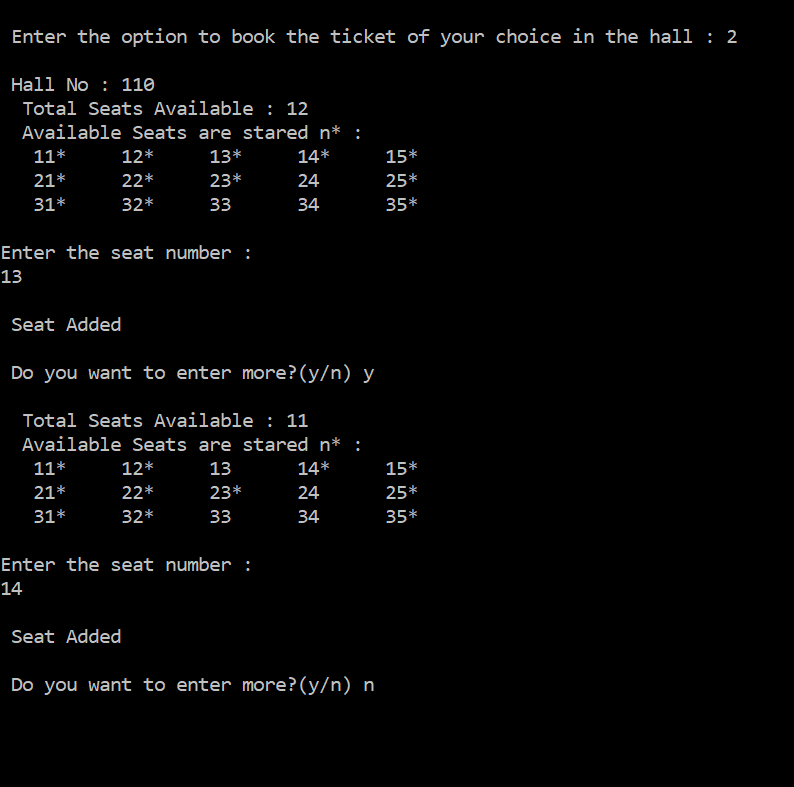 Enter the option to book the ticket of your choice in the hall : 2
Hall No : 110
Total Seats Available : 12
Available Seats are stared n* :
11* 12* 13* 14* 15*
21* 22* 23* 24 25*
31* 32* 33 34 35*
Enter the seat number :
13
Seat Added
Do you want to enter more?(y/n) y
Total Seats Available : 11
Available Seats are stared n* :
11* 12* 13 14* 15*
21* 22* 23* 24 25*
31* 32* 33 34 35*
Enter the seat number :
14
Seat Added
Do you want to enter more?(y/n) n